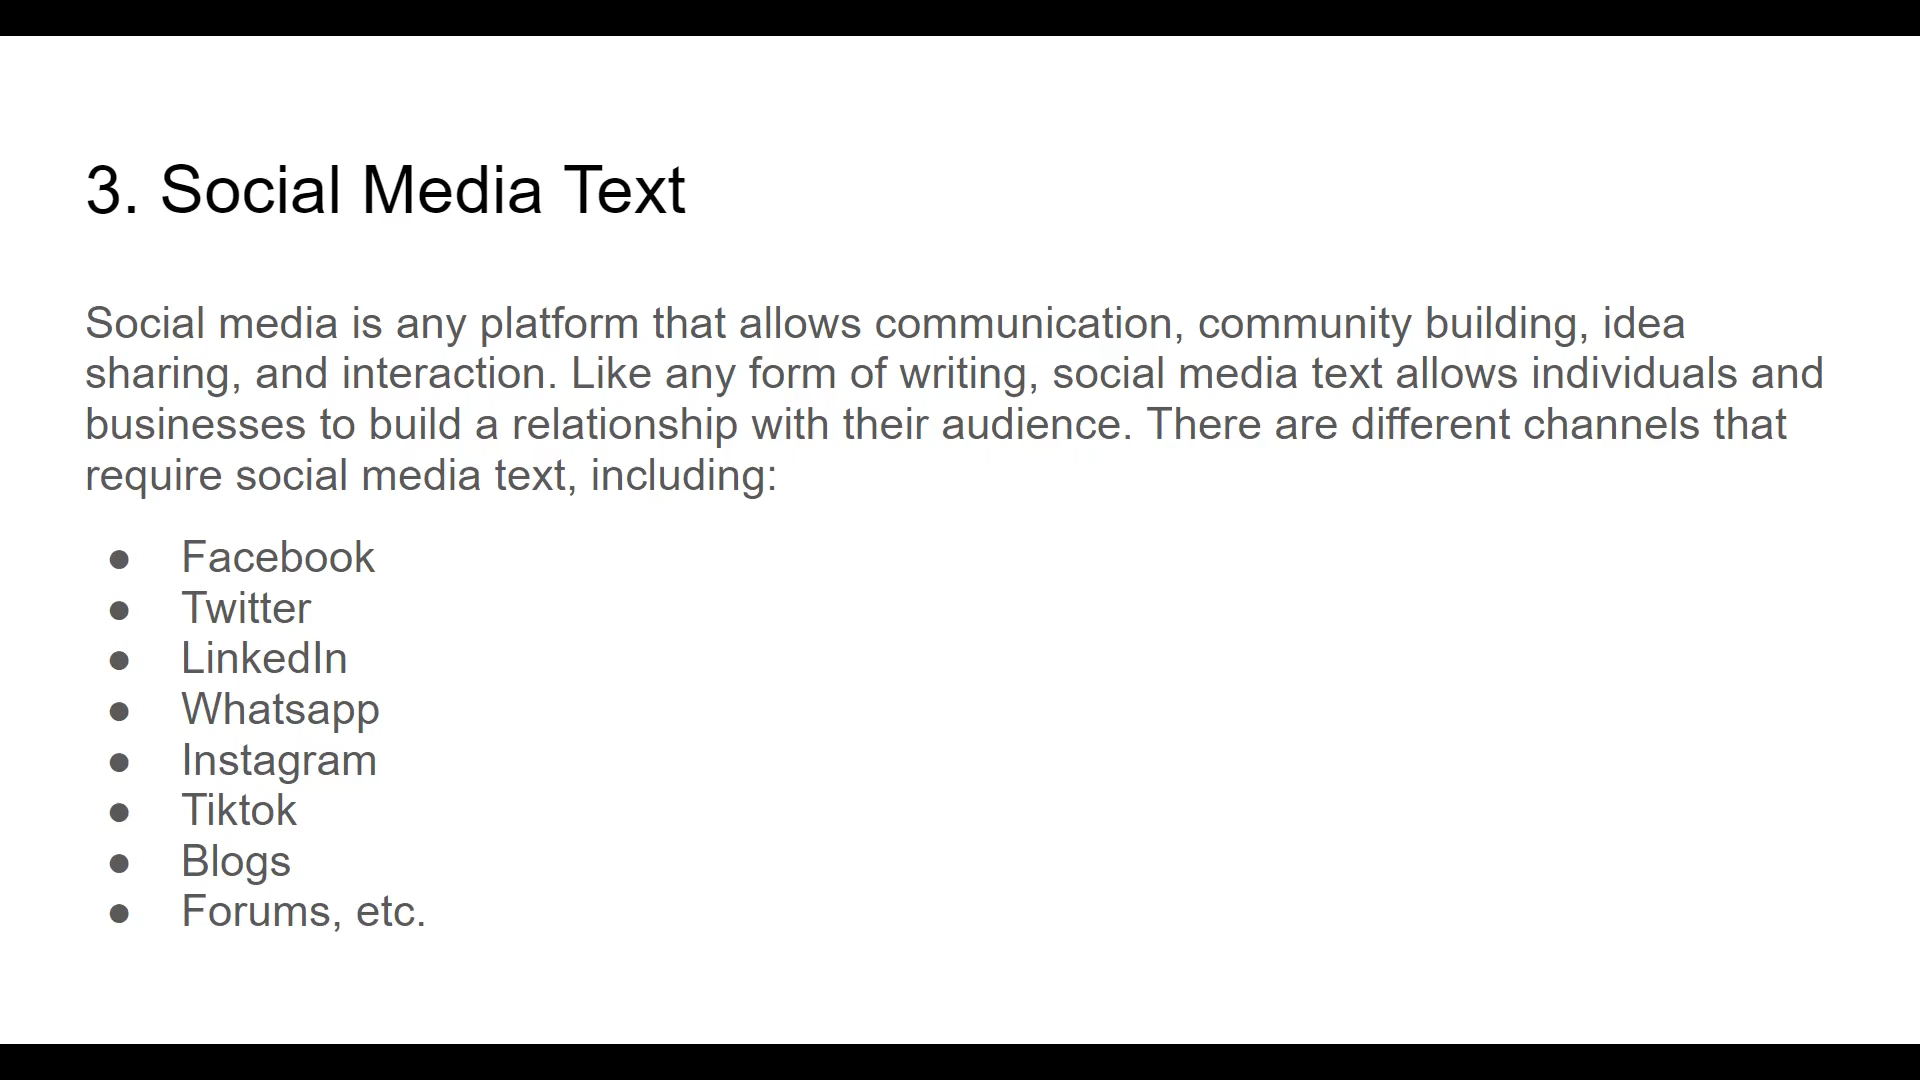 3. Social Media Text
Social media is any platform that allows communication, community building, idea
sharing, and interaction. Like any form of writing, social media text allows individuals and
businesses to build a relationship with their audience. There are different channels that
require social media text, including:
● Facebook
● Twitter
● LinkedIn
● Whatsapp
● Instagram
● Tiktok
● Blogs
● Forums, etc.